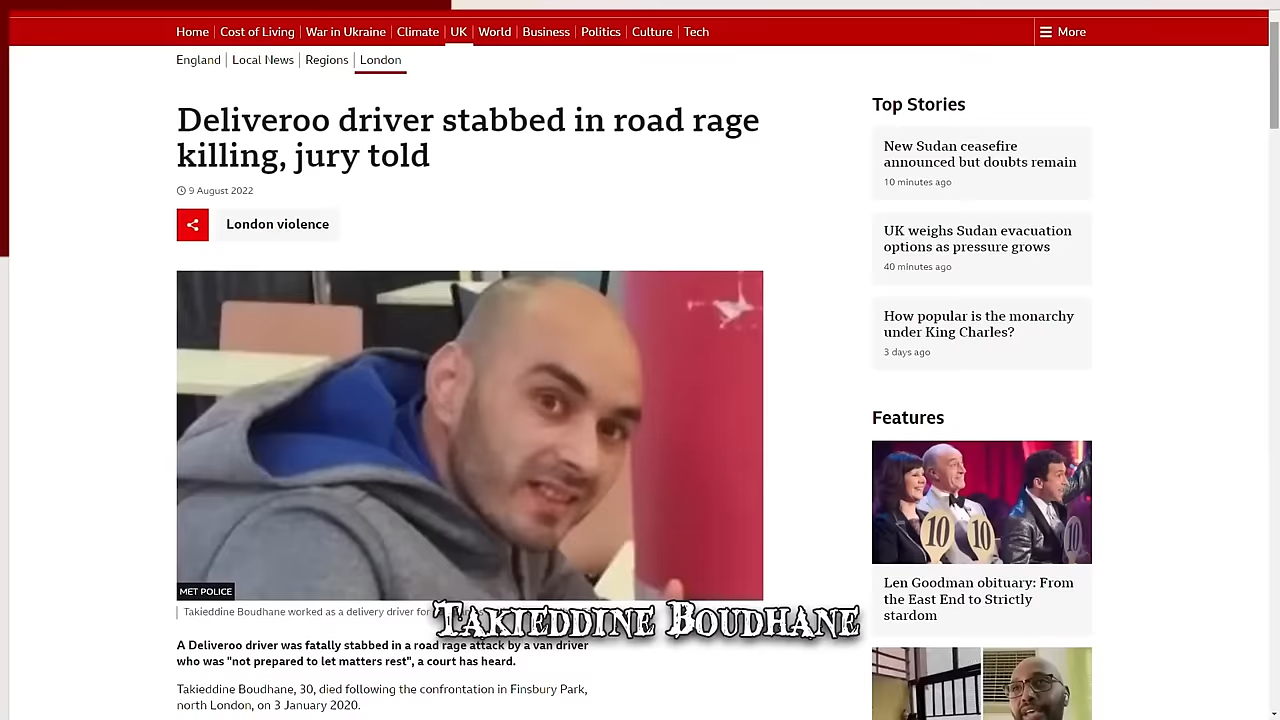 Home Cost of Living War in Ukraine Climate UK World Business Politics Culture Tech More
England Local News Regions London
Deliveroo driver stabbed in road rage
killing, jury told
9 August 2022
London violence
MET POLICE
Takieddine Boudhane worked as a delivery driver for
Takieddine Boudhane
A Deliveroo driver was fatally stabbed in a road rage attack by a van driver
who was "not prepared to let matters rest", a court has heard.
Takieddine Boudhane, 30, died following the confrontation in Finsbury Park,
north London, on 3 January 2020.
Top Stories
New Sudan ceasefire
announced but doubts remain
10 minutes ago
UK weighs Sudan evacuation
options as pressure grows
40 minutes ago
How popular is the monarchy
under King Charles?
3 days ago
Features
10 10 10
Len Goodman obituary: From
the East End to Strictly
stardom